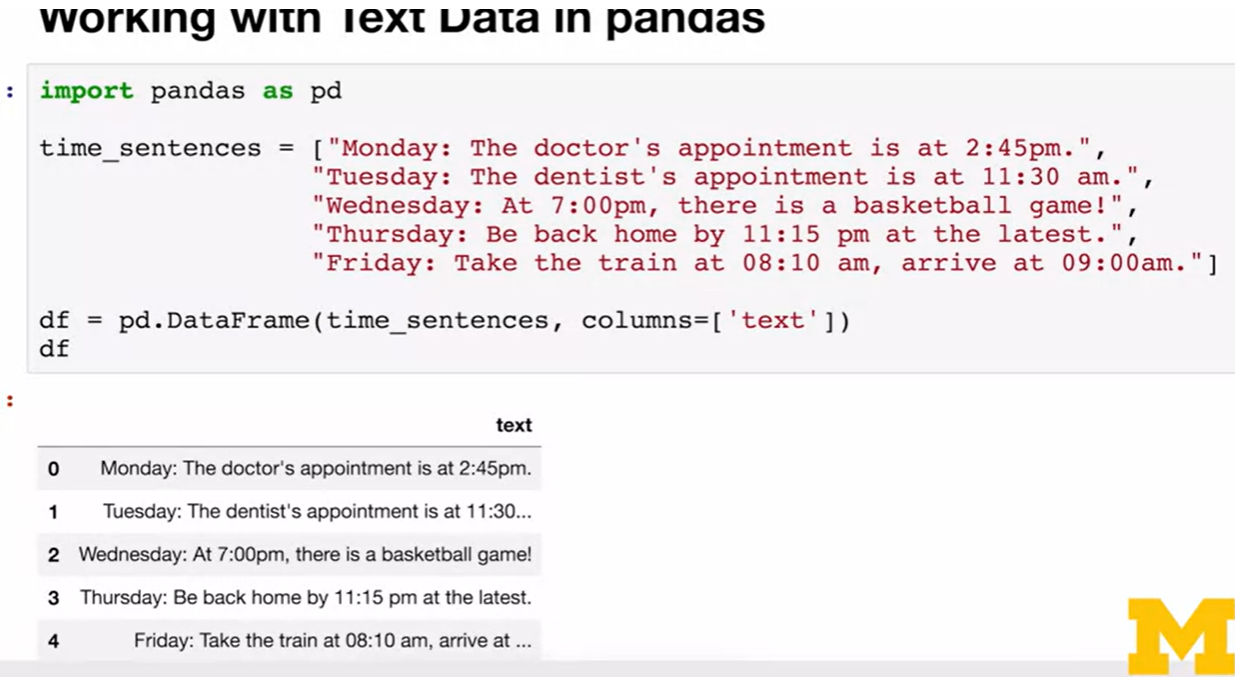 Working with Text Data in pandas
: import pandas as pd
time_sentences = ["Monday: The doctor's appointment is at 2:45pm.",
"Tuesday: The dentist's appointment is at 11:30 am.",
"Wednesday: At 7:00pm, there is a basketball game!",
"Thursday: Be back home by 11:15 pm at the latest.",
"Friday: Take the train at 08:10 am, arrive at 09:00am."]
df = pd.DataFrame(time_sentences, columns=['text'])
df
:
text
0 Monday: The doctor's appointment is at 2:45pm.
1 Tuesday: The dentist's appointment is at 11:30...
2 Wednesday: At 7:00pm, there is a basketball game!
3 Thursday: Be back home by 11:15 pm at the latest.
4 Friday: Take the train at 08:10 am, arrive at ...
M